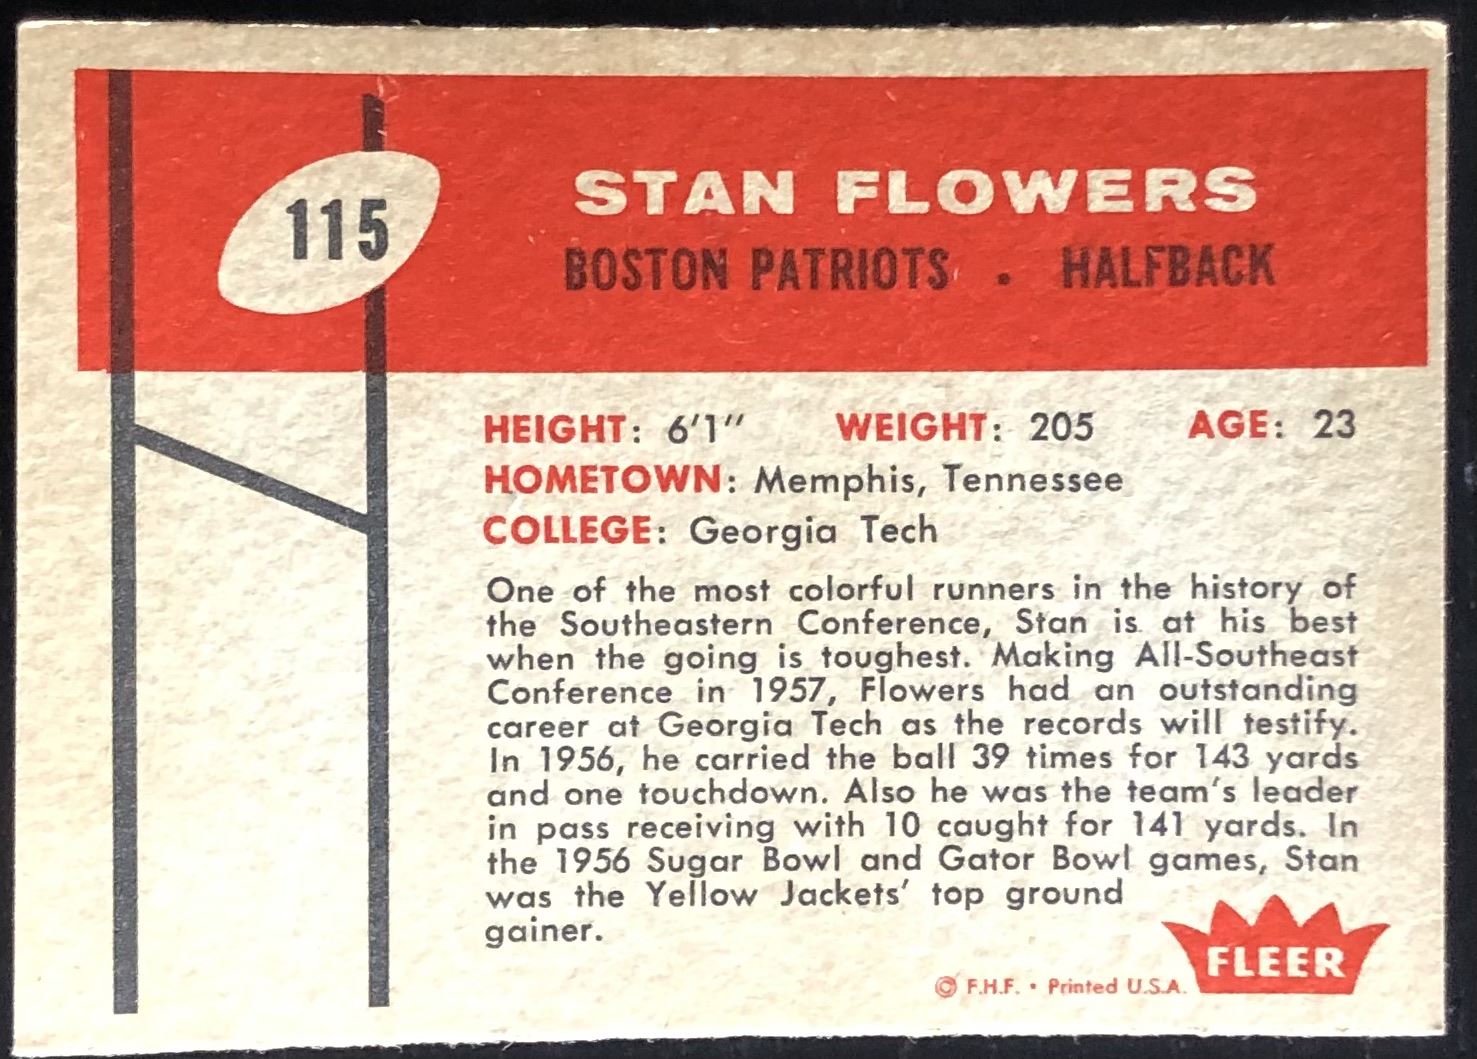 115
STAN FLOWERS
BOSTON PATRIOTS • HALFBACK
HEIGHT: 6'1" WEIGHT: 205 AGE: 23
HOMETOWN: Memphis, Tennessee
COLLEGE: Georgia Tech
One of the most colorful runners in the history of
the Southeastern Conference, Stan is at his best
when the going is toughest. Making All-Southeast
Conference in 1957, Flowers had an outstanding
career at Georgia Tech as the records will testify.
In 1956, he carried the ball 39 times for 143 yards
and one touchdown. Also he was the team's leader
in pass receiving with 10 caught for 141 yards. In
the 1956 Sugar Bowl and Gator Bowl games, Stan
was the Yellow Jackets' top ground
gainer.
FLEER
© F.H.F. • Printed U.S.A.